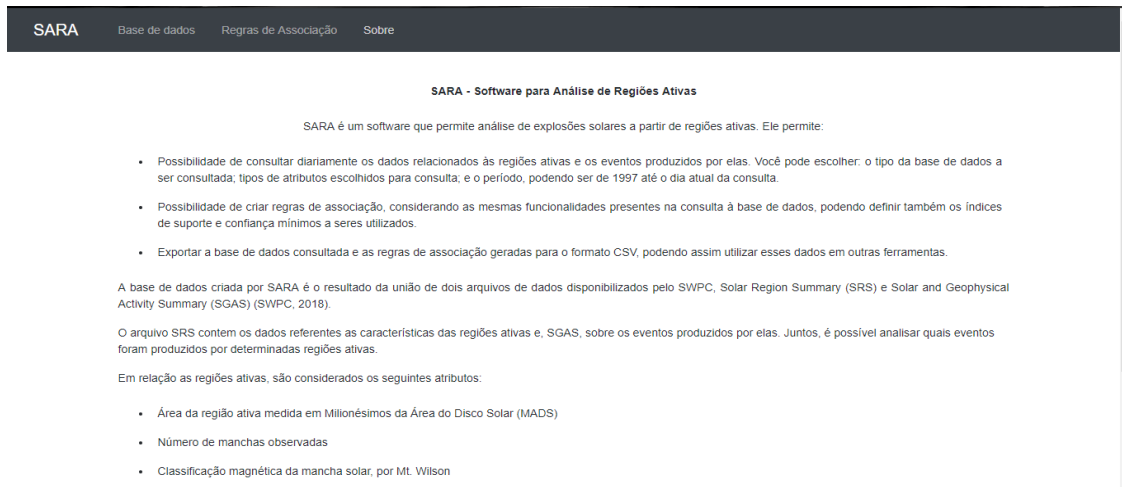 SARA Base de dados Regras de Associação Sobre
SARA - Software para Análise de Regiões Ativas
SARA é um software que permite análise de explosões solares a partir de regiões ativas. Ele permite:
• Possibilidade de consultar diariamente os dados relacionados às regiões ativas e os eventos produzidos por elas. Você pode escolher: o tipo da base de dados a
ser consultada; tipos de atributos escolhidos para consulta; e o período, podendo ser de 1997 até o dia atual da consulta.
• Possibilidade de criar regras de associação, considerando as mesmas funcionalidades presentes na consulta à base de dados, podendo definir também os índices
de suporte e confiança mínimos a seres utilizados.
• Exportar a base de dados consultada e as regras de associação geradas para o formato CSV, podendo assim utilizar esses dados em outras ferramentas.
A base de dados criada por SARA é o resultado da união de dois arquivos de dados disponibilizados pelo SWPC, Solar Region Summary (SRS) e Solar and Geophysical
Activity Summary (SGAS) (SWPC, 2018).
O arquivo SRS contem os dados referentes as características das regiões ativas e, SGAS, sobre os eventos produzidos por elas. Juntos, é possível analisar quais eventos
foram produzidos por determinadas regiões ativas.
Em relação as regiões ativas, são considerados os seguintes atributos:
• Área da região ativa medida em Milionésimos da Área do Disco Solar (MADS)
• Número de manchas observadas
• Classificação magnética da mancha solar, por Mt. Wilson